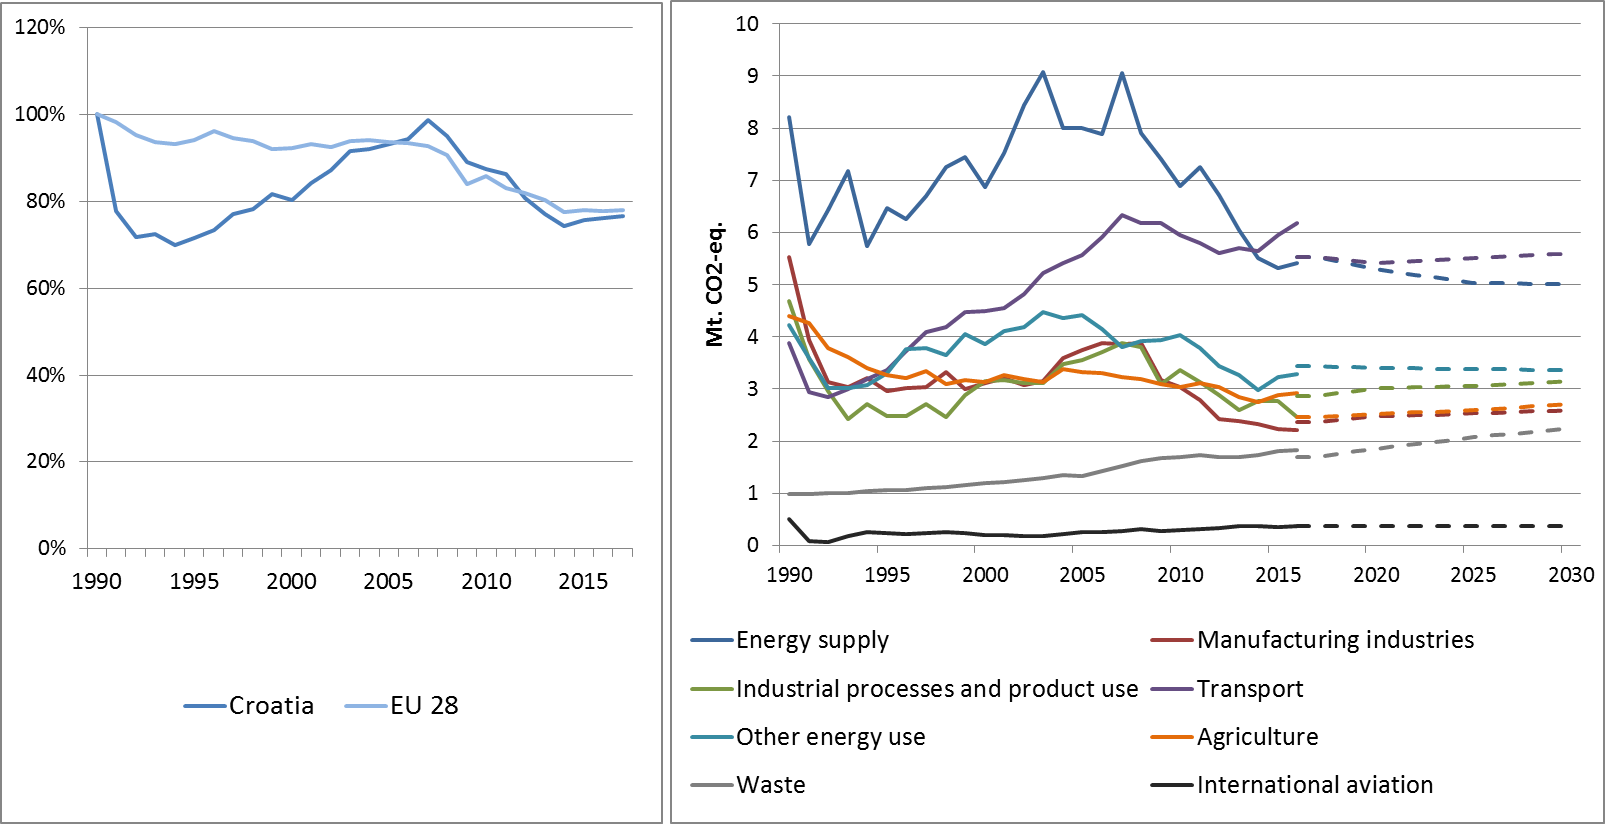 120%
100%
80%
60%
40%
20%
0%
1990 1995 2000 2005 2010 2015
Croatia EU 28
Mt. CO2-eq.
10
9
8
7
6
5
4
3
2
1
0
1990 1995 2000 2005 2010 2015 2020 2025 2030
Energy supply Manufacturing industries
Industrial processes and product use Transport
Other energy use Agriculture
Waste International aviation